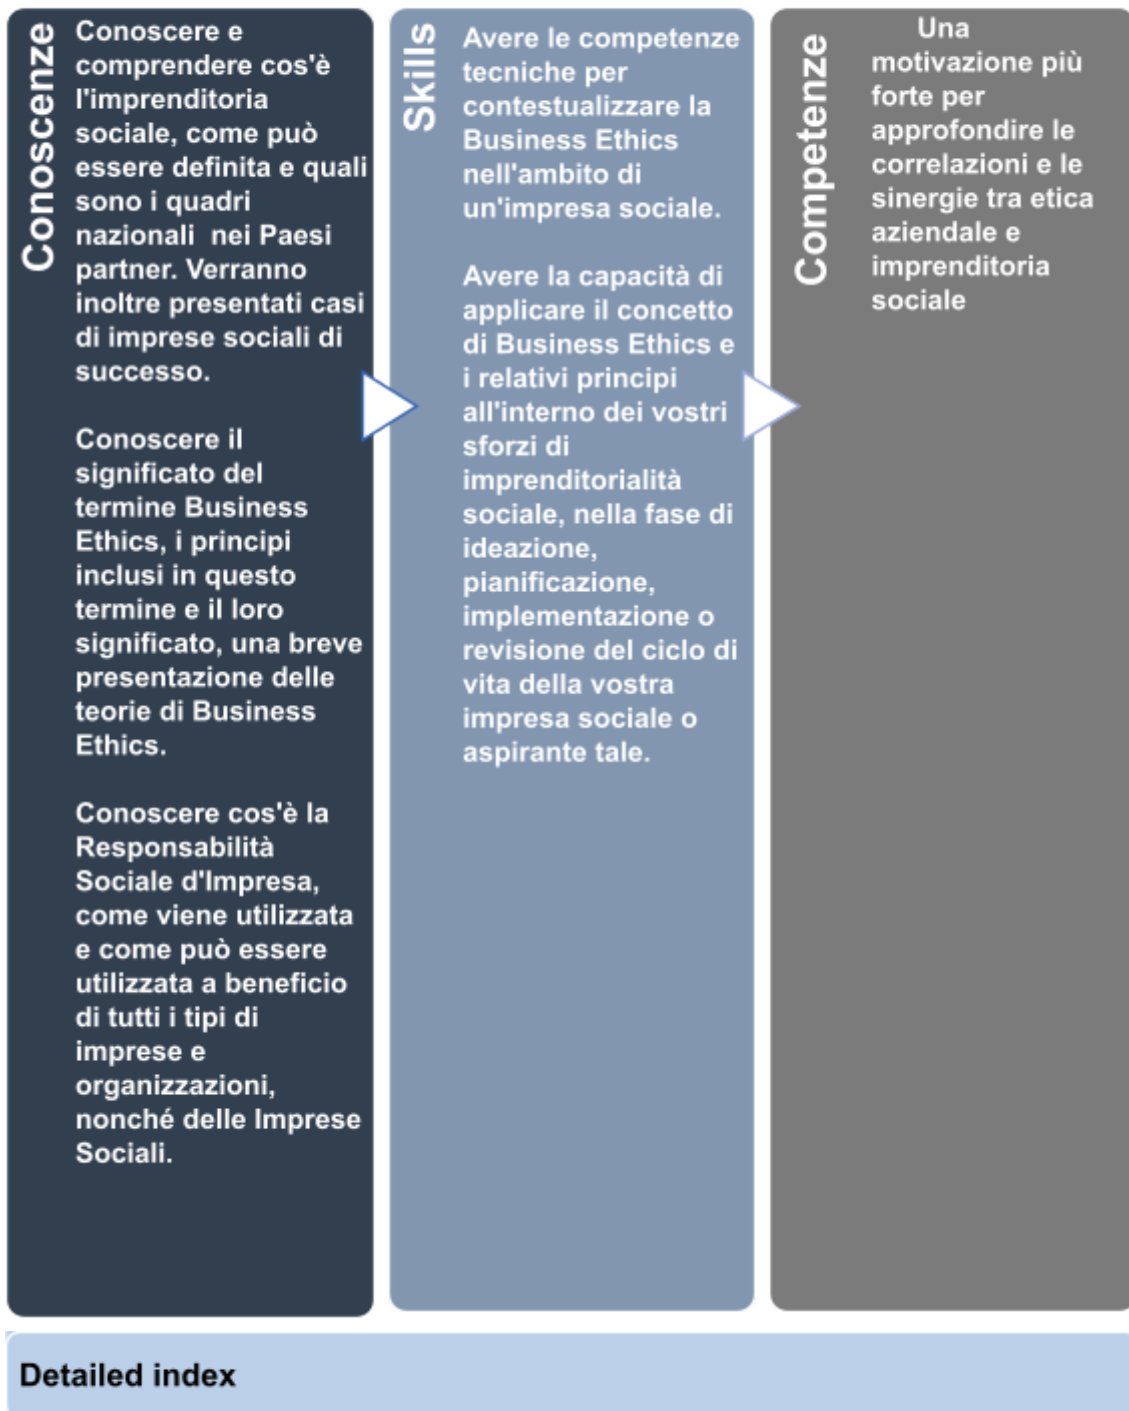 Conoscenze
Conoscere e
comprendere cos'è
l'imprenditoria
sociale, come può
essere definita e quali
sono i quadri
nazionali  nei Paesi
partner. Verranno
inoltre presentati casi
di imprese sociali di
successo.
Conoscere il
significato del
termine Business
Ethics, i principi
inclusi in questo
termine e il loro
significato, una breve
presentazione delle
teorie di Business
Ethics.
Conoscere cos'è la
Responsabilità
Sociale d'Impresa,
come viene utilizzata
e come può essere
utilizzata a beneficio
di tutti i tipi di
imprese e
organizzazioni,
nonché delle Imprese
Sociali.
Skills
Avere le competenze
tecniche per
contestualizzare la
Business Ethics
nell'ambito di
un'impresa sociale.
Avere la capacità di
applicare il concetto
di Business Ethics e
i relativi principi
all'interno dei vostri
sforzi di
imprenditorialità
sociale, nella fase di
ideazione,
pianificazione,
implementazione o
revisione del ciclo di
vita della vostra
impresa sociale o
aspirante tale.
Competenze
Una
motivazione più
forte per
approfondire le
correlazioni e le
sinergie tra etica
aziendale e
imprenditoria
sociale
Detailed index